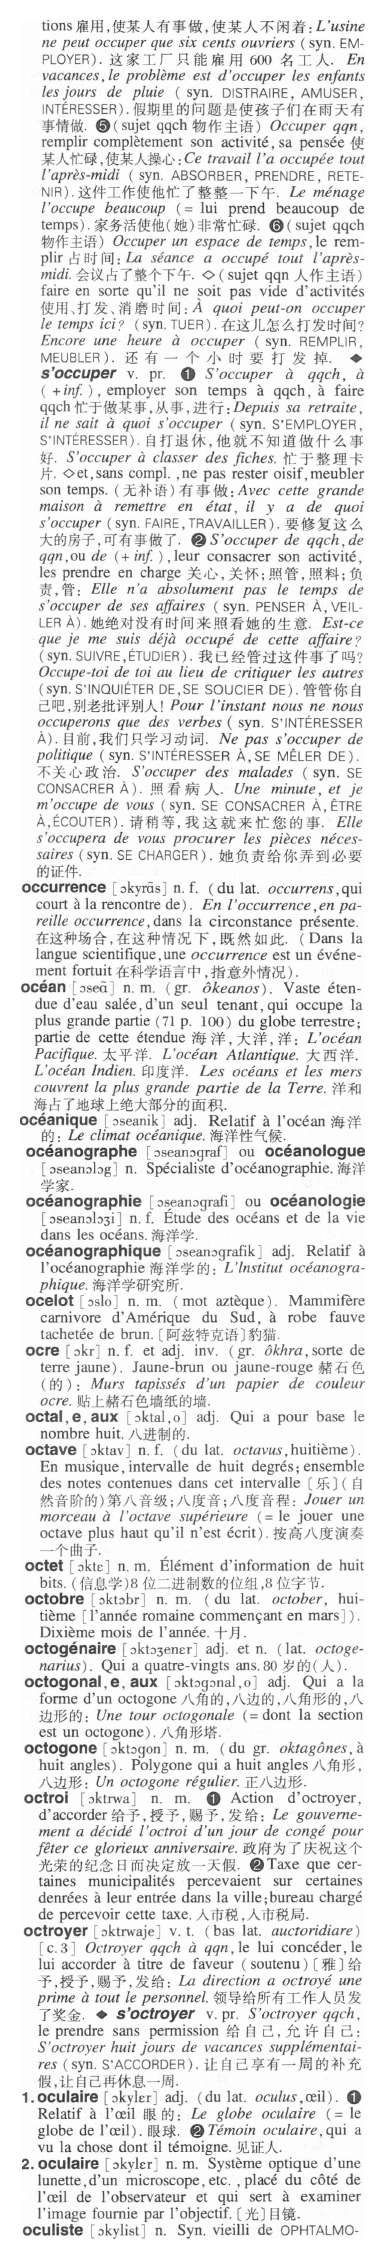 tions 雇用,使某人有事做,使某人不闲着: L'usine
ne peut occuper que six cents ouvriers (syn. EM-
PLOYER). 这家工厂只能雇用 600 名工人. En
vacances, le problème est d'occuper les enfants
les jours de pluie (syn. DISTRAIRE, AMUSER,
INTÉRESSER). 假期里的问题是使孩子们在雨天有
事情做. ❺ (sujet qqch 物作主语) Occuper qqn,
remplir complètement son activité, sa pensée 使
某人忙碌,使某人操心: Ce travail l'a occupée tout
l'après-midi (syn. ABSORBER, PRENDRE, RETE-
NIR). 这件工作使他忙了整整一下午. Le ménage
l'occupe beaucoup (= lui prend beaucoup de
temps). 家务活使他(她)非常忙碌. ❻ (sujet qqch
物作主语) Occuper un espace de temps, le rem-
plir 占时间: La séance a occupé tout l'après-
midi. 会议占了整个下午. ◇ (sujet qqn 人作主语)
faire en sorte qu'il ne soit pas vide d'activités
使用、打发、消磨时间: À quoi peut-on occuper
le temps ici? (syn. TUER). 在这儿怎么打发时间?
Encore une heure à occuper (syn. REMPLIR,
MEUBLER). 还有一个小时要打发掉. ◆
s'occuper v. pr. ❶ S'occuper à qqch, à
(+ inf.), employer son temps à qqch, à faire
qqch 忙于做某事,从事,进行: Depuis sa retraite,
il ne sait à quoi s'occuper (syn. S'EMPLOYER,
S'INTÉRESSER). 自打退休,他就不知道做什么事
好. S'occuper à classer des fiches. 忙于整理卡
片. ◇ et, sans compl., ne pas rester oisif, meubler
son temps. (无补语)有事做: Avec cette grande
maison à remettre en état, il y a de quoi
s'occuper (syn. FAIRE, TRAVAILLER). 要修复这么
大的房子,可有事做了. ❷ S'occuper de qqch, de
qqn, ou de (+ inf.), leur consacrer son activité,
les prendre en charge 关心,关怀;照管,照料;负
责,管: Elle n'a absolument pas le temps de
s'occuper de ses affaires (syn. PENSER À, VEIL-
LER À). 她绝对没有时间来照看她的生意. Est-ce
que je me suis déjà occupé de cette affaire?
(syn. SUIVRE, ÉTUDIER). 我已经管过这件事了吗?
Occupe-toi de toi au lieu de critiquer les autres
(syn. S'INQUIÉTER DE, SE SOUCIER DE). 管管你自
己吧,别老批评别人! Pour l'instant nous ne nous
occuperons que des verbes (syn. S'INTÉRESSER
À). 目前,我们只学习动词. Ne pas s'occuper de
politique (syn. S'INTÉRESSER À, SE MÊLER DE).
不关心政治. S'occuper des malades (syn. SE
CONSACRER À). 照看病人. Une minute, et je
m'occupe de vous (syn. SE CONSACRER À, ÊTRE
À, ÉCOUTER). 请稍等,我这就来忙您的事. Elle
s'occupera de vous procurer les pièces néces-
saires (syn. SE CHARGER). 她负责给你弄到必要
的证件.
occurrence [ɔkyrɑ̃s] n. f. (du lat. occurrens, qui
court à la rencontre de). En l'occurrence, en pa-
reille occurrence, dans la circonstance présente.
在这种场合,在这种情况下,既然如此. (Dans la
langue scientifique, une occurrence est un événe-
ment fortuit 在科学语言中,指意外情况).
océan [ɔseɑ̃] n. m. (gr. ôkeanos). Vaste éten-
due d'eau salée, d'un seul tenant, qui occupe la
plus grande partie (71 p. 100) du globe terrestre;
partie de cette étendue 海洋,大洋,洋: L'océan
Pacifique. 太平洋. L'océan Atlantique. 大西洋.
L'océan Indien. 印度洋. Les océans et les mers
couvrent la plus grande partie de la Terre. 洋和
海占了地球上绝大部分的面积.
océanique [ɔseanik] adj. Relatif à l'océan 海洋
的: Le climat océanique. 海洋性气候.
océanographe [ɔseanɔgraf] ou océanologue
[ɔseanɔlɔg] n. Spécialiste d'océanographie. 海洋
学家.
océanographie [ɔseanɔgrafi] ou océanologie
[ɔseanɔlɔʒi] n. f. Étude des océans et de la vie
dans les océans. 海洋学.
océanographique [ɔseanɔgrafik] adj. Relatif à
l'océanographie 海洋学的: L'Institut océanogra-
phique. 海洋学研究所.
ocelot [ɔslo] n. m. (mot aztèque). Mammifère
carnivore d'Amérique du Sud, à robe fauve
tachetée de brun. [阿兹特克语]豹猫.
ocre [ɔkr] n. f. et adj. inv. (gr. ôkhra, sorte de
terre jaune). Jaune-brun ou jaune-rouge 赭石色
(的): Murs tapissés d'un papier de couleur
ocre. 贴上赭石色墙纸的墙.
octal, e, aux [ɔktal, o] adj. Qui a pour base le
nombre huit. 八进制的.
octave [ɔktav] n. f. (du lat. octavus, huitième).
En musique, intervalle de huit degrés; ensemble
des notes contenues dans cet intervalle [乐](自
然音阶的)第八音级;八度音;八度音程: Jouer un
morceau à l'octave supérieure (= le jouer une
octave plus haut qu'il n'est écrit). 按高八度演奏
一个曲子.
octet [ɔktɛ] n. m. Élément d'information de huit
bits. (信息学)8 位二进制数的位组,8 位字节.
octobre [ɔktɔbr] n. m. (du lat. october, hui-
tième [l'année romaine commençant en mars]).
Dixième mois de l'année. 十月.
octogénaire [ɔktɔʒenɛr] adj. et n. (lat. octoge-
narius). Qui a quatre-vingts ans. 80 岁的(人).
octogonal, e, aux [ɔktɔgɔnal, o] adj. Qui a la
forme d'un octogone 八角的,八边的,八角形的,八
边形的: Une tour octogonale (= dont la section
est un octogone). 八角形塔.
octogone [ɔktɔgon] n. m. (du gr. oktagônes, à
huit angles). Polygone qui a huit angles 八角形,
八边形: Un octogone régulier. 正八边形.
octroi [ɔktrwa] n. m. ❶ Action d'octroyer,
d'accorder 给予,授予,赐予,发给: Le gouverne-
ment a décidé l'octroi d'un jour de congé pour
fêter ce glorieux anniversaire. 政府为了庆祝这个
光荣的纪念日而决定放一天假. ❷ Taxe que cer-
taines municipalités percevaient sur certaines
denrées à leur entrée dans la ville; bureau chargé
de percevoir cette taxe. 入市税,入市税局.
octroyer [ɔktrwaje] v. t. (bas lat. auctoridiare)
[c. 3] Octroyer qqch à qqn, le lui concéder, le
lui accorder à titre de faveur (soutenu) [雅] 给
予,授予,赐予,发给: La direction a octroyé une
prime à tout le personnel. 领导给所有工作人员发
了奖金. ◆ s'octroyer v. pr. S'octroyer qqch,
le prendre sans permission 给自己,允许自己:
S'octroyer huit jours de vacances supplémentai-
res (syn. S'ACCORDER). 让自己享有一周的补充
假,让自己再休息一周.
1. oculaire [ɔkylɛr] adj. (du lat. oculus, œil). ❶
Relatif à l'œil 眼的: Le globe oculaire (= le
globe de l'œil). 眼球. ❷ Témoin oculaire, qui a
vu la chose dont il témoigne. 见证人.
2. oculaire [ɔkylɛr] n. m. Système optique d'une
lunette, d'un microscope, etc., placé du côté de
l'œil de l'observateur et qui sert à examiner
l'image fournie par l'objectif. [光]目镜.
oculiste [ɔkylist] n. Syn. vieilli de OPHTALMO-